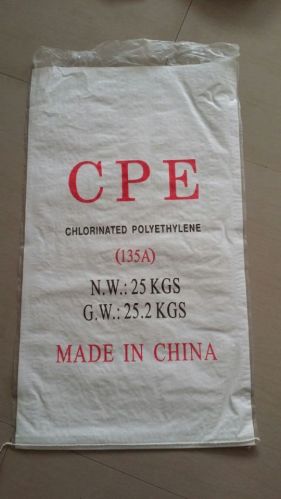 CPE
CHLORINATED POLYETHYLENE
(135A)
N.W.: 25 KGS
G.W.: 25.2 KGS
MADE IN CHINA